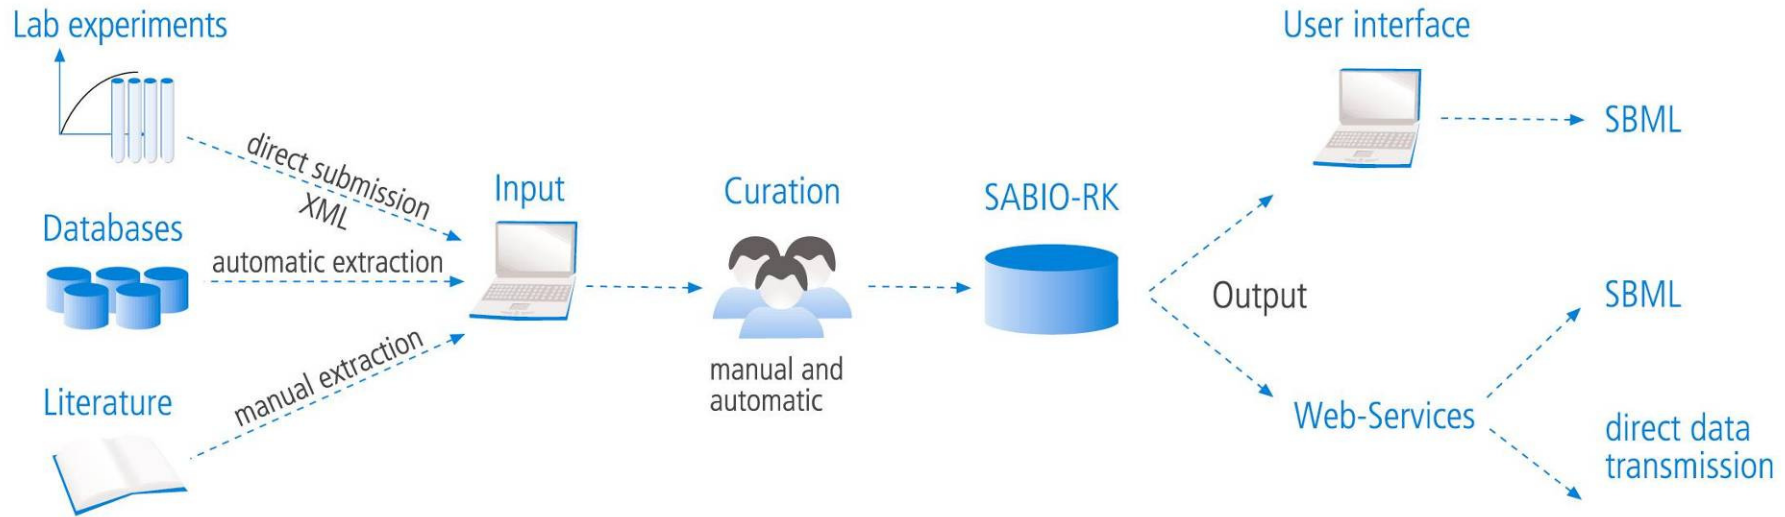 Lab experiments
direct submission
XML
Databases
automatic extraction
Literature
manual extraction
Input
Curation
manual and
automatic
SABIO-RK
Output
User interface
SBML
Web-Services
SBML
direct data
transmission